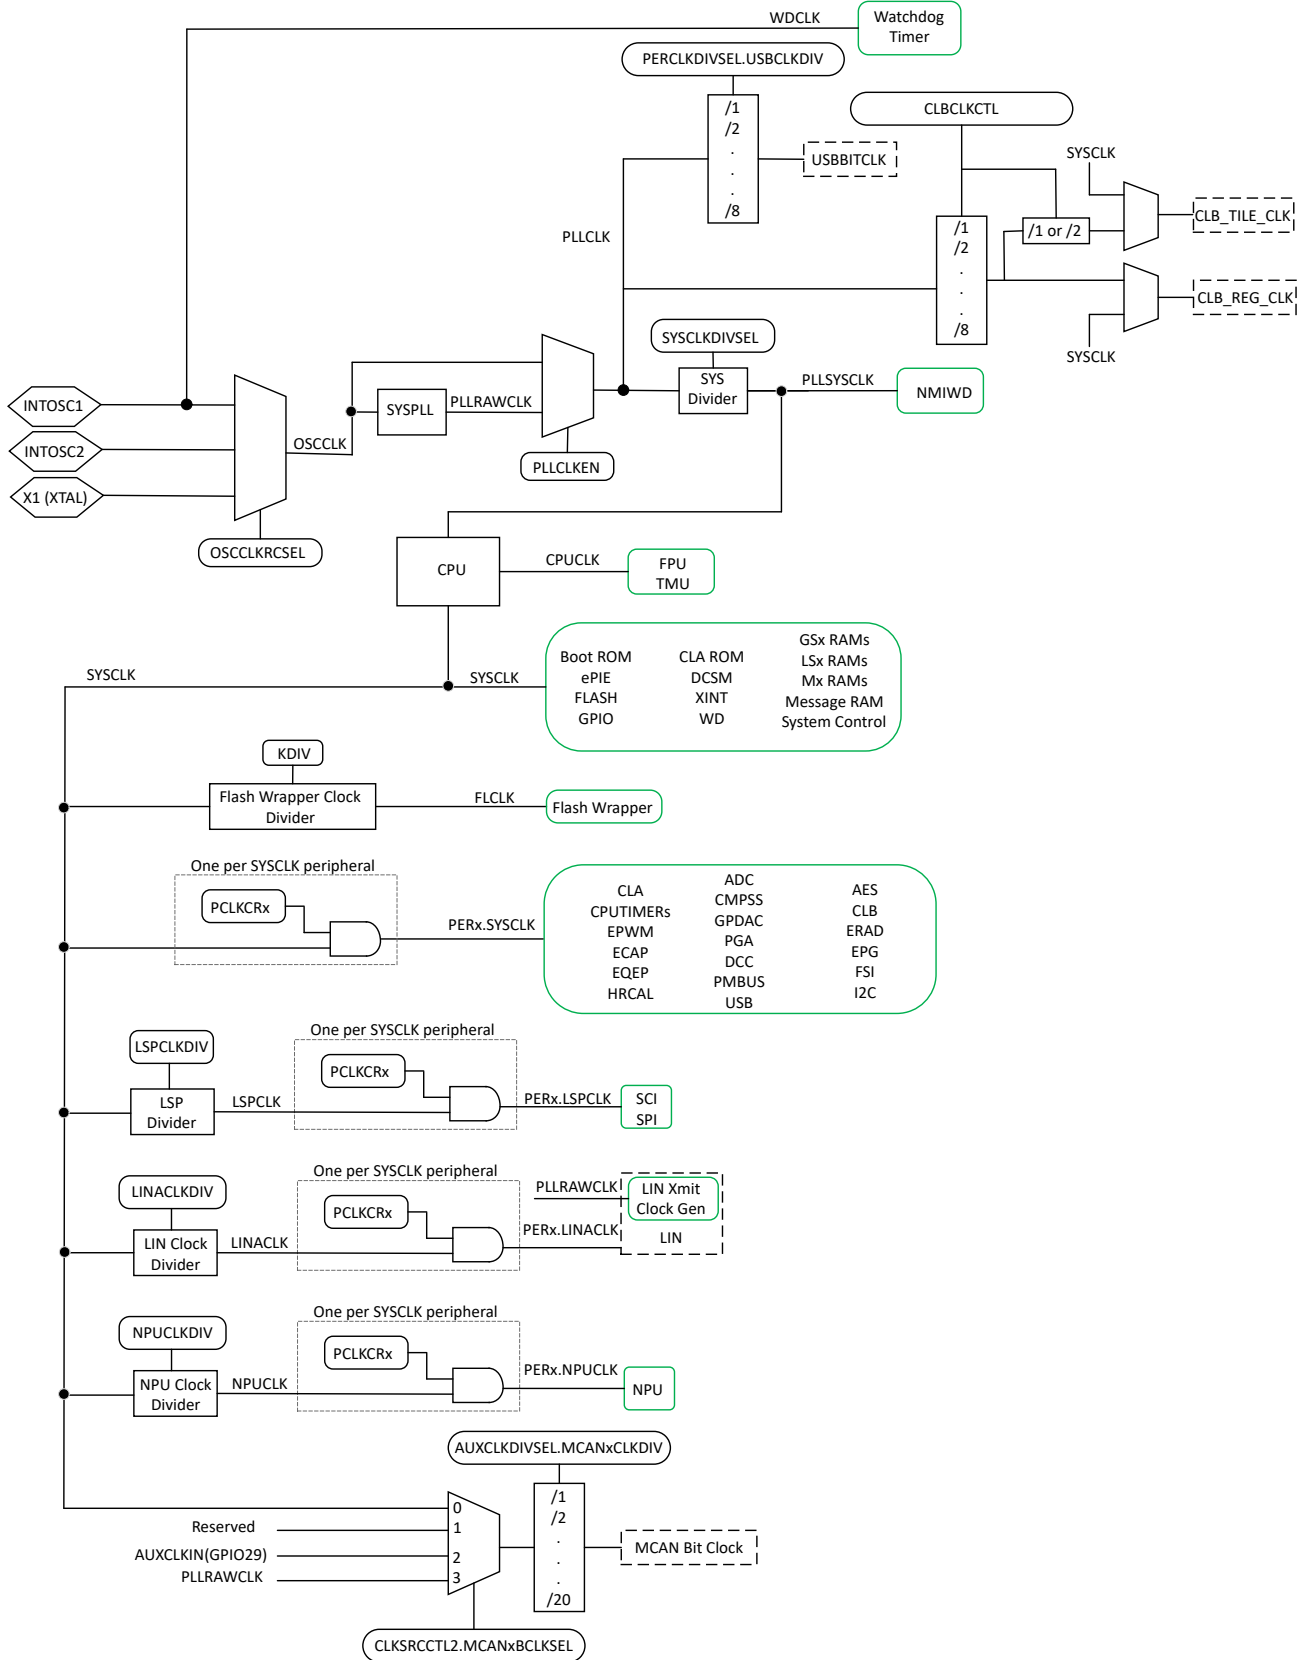 WDCLK
Watchdog
Timer
PERCLKDIVSEL.USBCLKDIV
/1
/2
.
.
.
/8
USBBITCLK
CLBCLKCTL
SYSCLK
/1
/2
.
.
.
/8
/1 or /2
CLB_TILE_CLK
CLB_REG_CLK
SYSCLK
PLLCLK
SYSCLKDIVSEL
SYS
Divider
PLLSYSCLK
NMIWD
INTOSC1
INTOSC2
X1 (XTAL)
OSCCLK
SYSPLL
PLLRAWCLK
PLLCLKEN
OSCCLKRCSEL
CPU
CPUCLK
FPU
TMU
SYSCLK
SYSCLK
Boot ROM
ePIE
FLASH
GPIO
CLA ROM
DCSM
XINT
WD
GSx RAMs
LSx RAMs
Mx RAMs
Message RAM
System Control
KDIV
Flash Wrapper Clock
Divider
FLCLK
Flash Wrapper
One per SYSCLK peripheral
PCLKCRx
PERx.SYSCLK
CLA
CPUTIMERs
EPWM
ECAP
EQEP
HRCAL
ADC
CMPSS
GPDAC
PGA
DCC
PMBUS
USB
AES
CLB
ERAD
EPG
FSI
I2C
LSPCLKDIV
LSP
Divider
LSPCLK
One per SYSCLK peripheral
PCLKCRx
PERx.LSPCLK
SCI
SPI
LINACLKDIV
LIN Clock
Divider
LINACLK
One per SYSCLK peripheral
PCLKCRx
PLLRAWCLK
PERx.LINACLK
LIN Xmit
Clock Gen
LIN
NPUCLKDIV
NPU Clock
Divider
NPUCLK
One per SYSCLK peripheral
PCLKCRx
PERx.NPUCLK
NPU
AUXCLKDIVSEL.MCANxCLKDIV
0
Reserved
1
AUXCLKIN(GPIO29)
2
PLLRAWCLK
3
/1
/2
.
.
.
/20
MCAN Bit Clock
CLKSRCCTL2.MCANxBCLKSEL